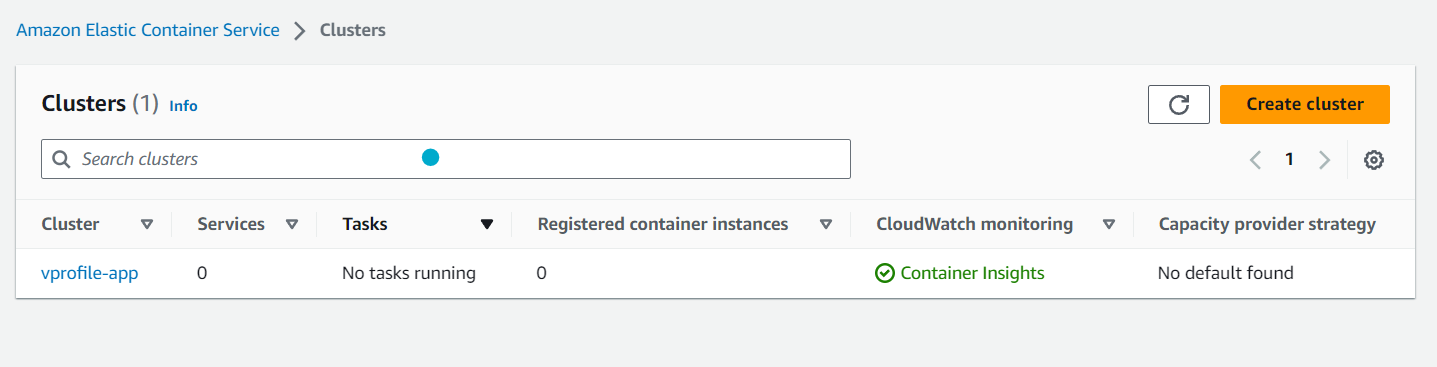 Amazon Elastic Container Service > Clusters
Clusters (1) Info
Create cluster
Search clusters
1
Cluster Services Tasks Registered container instances CloudWatch monitoring Capacity provider strategy
vprofile-app 0 No tasks running 0 Container Insights No default found